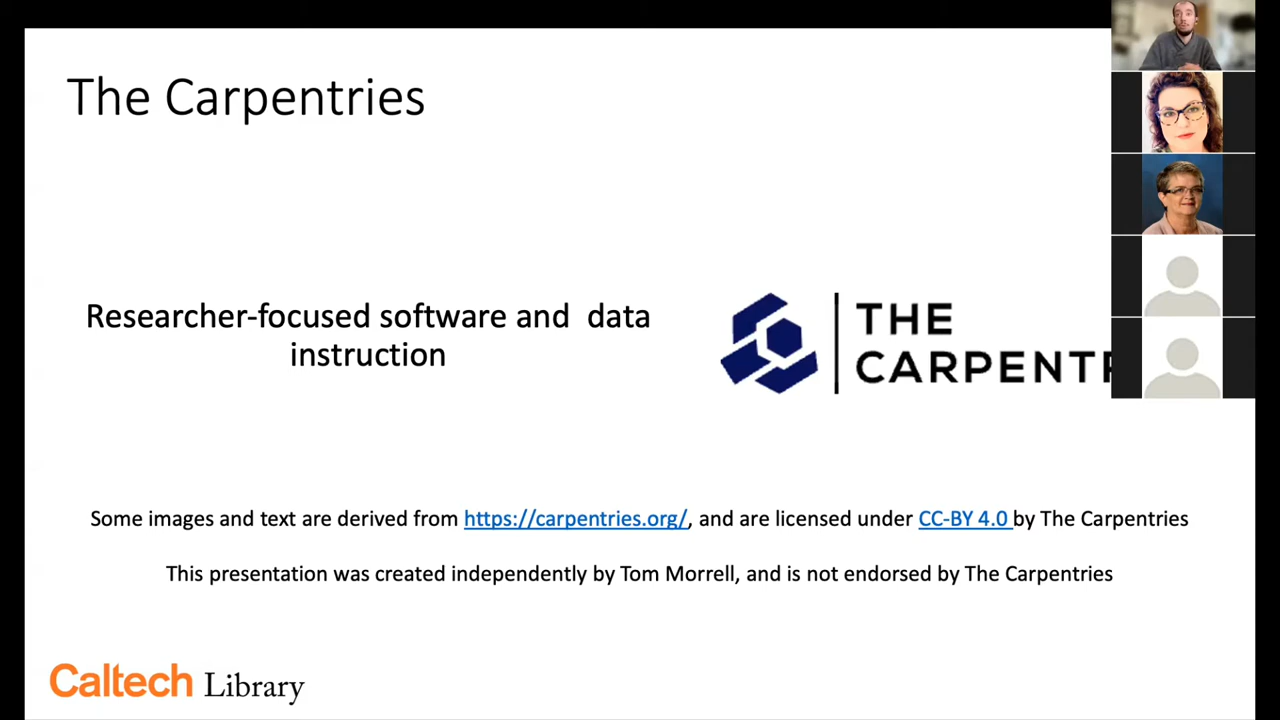 The Carpentries
Researcher-focused software and data
instruction
THE
CARPENT
Some images and text are derived from https://carpentries.org/, and are licensed under CC-BY 4.0 by The Carpentries
This presentation was created independently by Tom Morrell, and is not endorsed by The Carpentries
Caltech Library